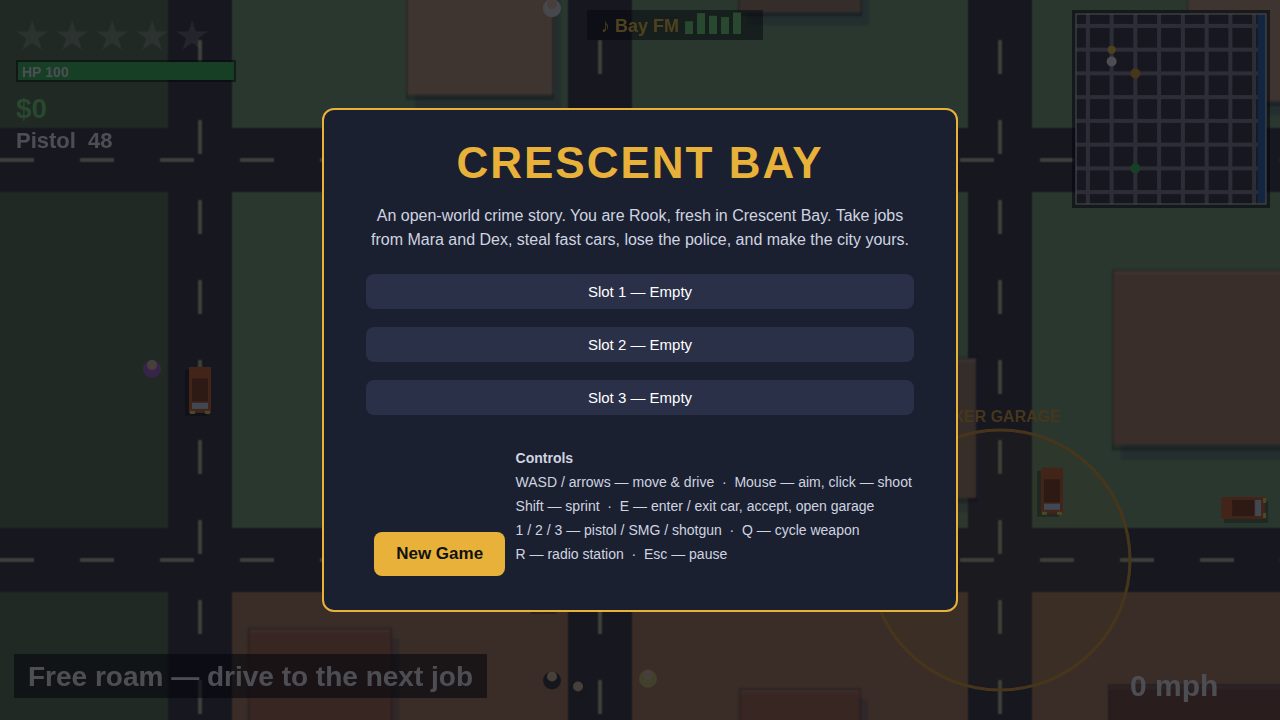 ♪ Bay FM
HP 100
$0
Pistol 48
CRESCENT BAY
An open-world crime story. You are Rook, fresh in Crescent Bay. Take jobs
from Mara and Dex, steal fast cars, lose the police, and make the city yours.
Slot 1 — Empty
Slot 2 — Empty
Slot 3 — Empty
KER GARAGE
Controls
WASD / arrows — move & drive · Mouse — aim, click — shoot
Shift — sprint · E — enter / exit car, accept, open garage
1 / 2 / 3 — pistol / SMG / shotgun · Q — cycle weapon
R — radio station · Esc — pause
New Game
Free roam — drive to the next job
0 mph